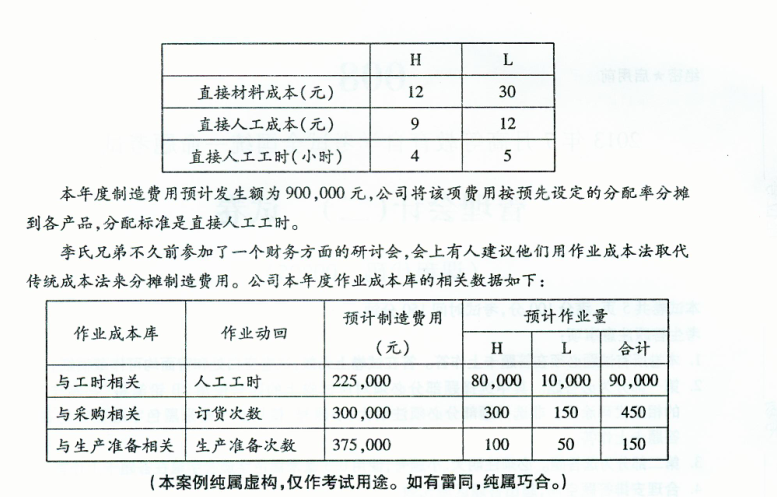 H L
直接材料成本(元) 12 30
直接人工成本(元) 9 12
直接人工工时(小时) 4 5
本年度制造费用预计发生额为900,000元,公司将该项费用按预先设定的分配率分摊
到各产品,分配标准是直接人工工时。
李氏兄弟不久前参加了一个财务方面的研讨会,会上有人建议他们用作业成本法取代
传统成本法来分摊制造费用。公司本年度作业成本库的相关数据如下:
作业成本库 作业动回 预计制造费用(元) 预计作业量
H L 合计
与工时相关 人工工时 225,000 80,000 10,000 90,000
与采购相关 订货次数 300,000 300 150 450
与生产准备相关 生产准备次数 375,000 100 50 150
(本案例纯属虚构,仅作考试用途。如有雷同,纯属巧合。)